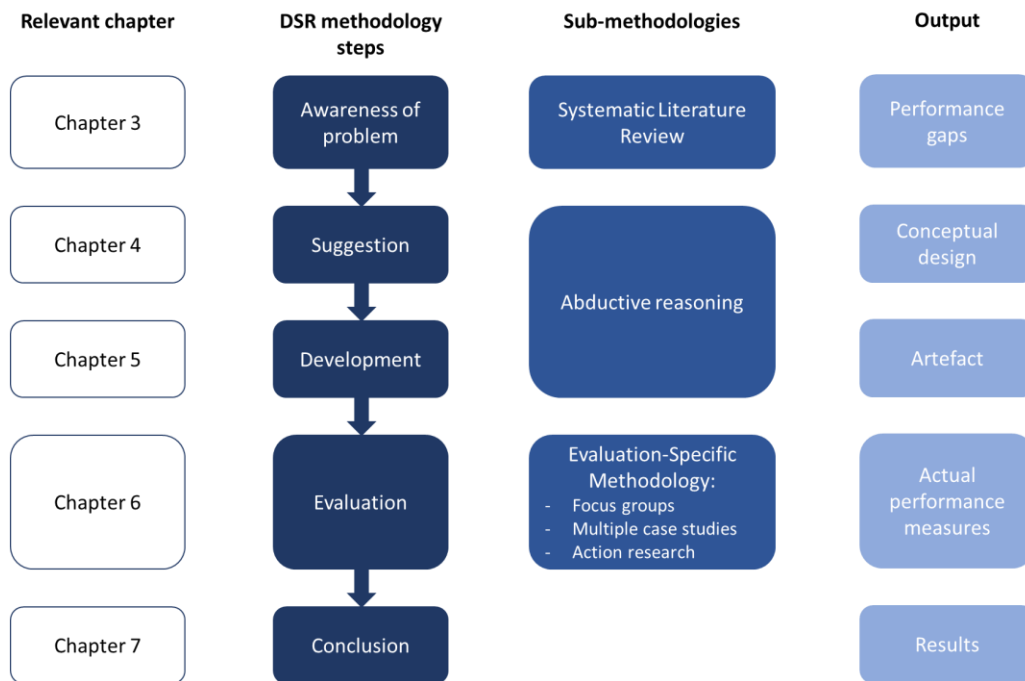 Relevant chapter
DSR methodology
steps
Sub-methodologies
Output
Chapter 3
Awareness of
problem
Systematic Literature
Review
Performance
gaps
Chapter 4
Suggestion
Abductive reasoning
Conceptual
design
Chapter 5
Development
Artefact
Chapter 6
Evaluation
Evaluation-Specific
Methodology:
- Focus groups
- Multiple case studies
- Action research
Actual
performance
measures
Chapter 7
Conclusion
Results